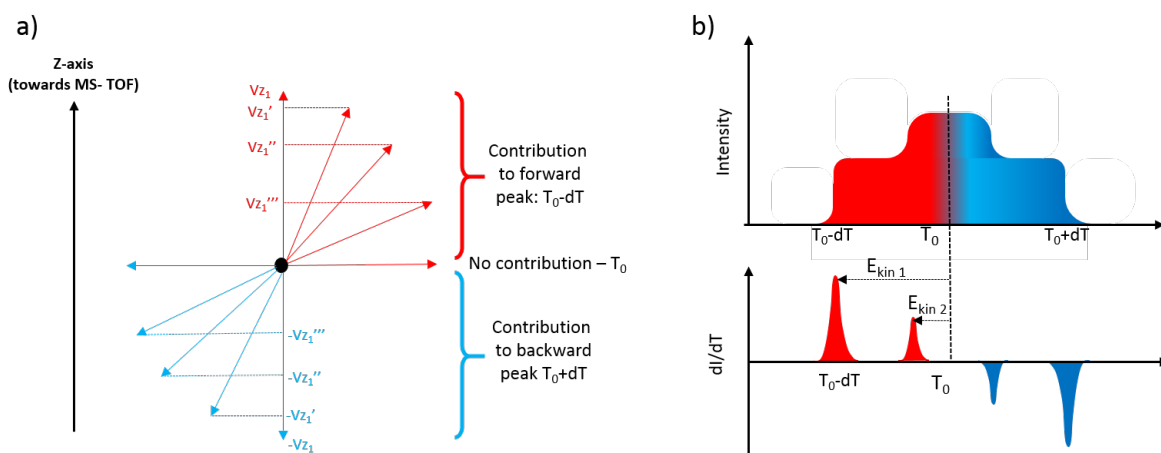 a)
Z-axis
(towards MS- TOF)
Vz₁
Vz₁'
Vz₁''
Vz₁'''
Contribution
to forward
peak: T₀-dT
No contribution – T₀
-Vz₁'''
-Vz₁''
-Vz₁'
-Vz₁
Contribution
to backward
peak T₀+dT
b)
Intensity
T₀-dT
T₀
T₀+dT
E kin 1
E kin 2
dI/dT
T₀-dT
T₀